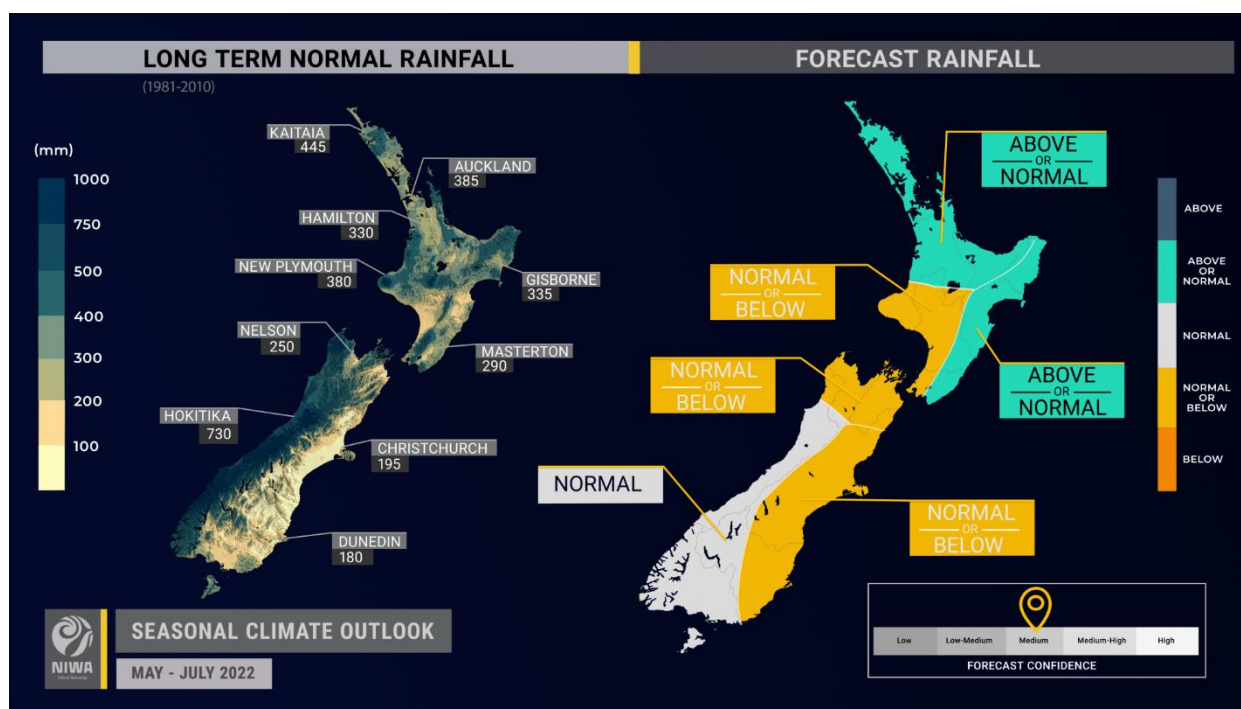 LONG TERM NORMAL RAINFALL
(1981-2010)
(mm)
1000
750
500
400
300
200
100
KAITAIA
445
AUCKLAND
385
HAMILTON
330
NEW PLYMOUTH
380
GISBORNE
335
NELSON
250
MASTERTON
290
HOKITIKA
730
CHRISTCHURCH
195
DUNEDIN
180
NIWA
SEASONAL CLIMATE OUTLOOK
MAY - JULY 2022
FORECAST RAINFALL
ABOVE
OR
NORMAL
NORMAL
OR
BELOW
ABOVE
OR
NORMAL
NORMAL
OR
BELOW
NORMAL
NORMAL
OR
BELOW
ABOVE
ABOVE
OR
NORMAL
NORMAL
NORMAL
OR
BELOW
BELOW
Low
Low-Medium
Medium
Medium-High
High
FORECAST CONFIDENCE